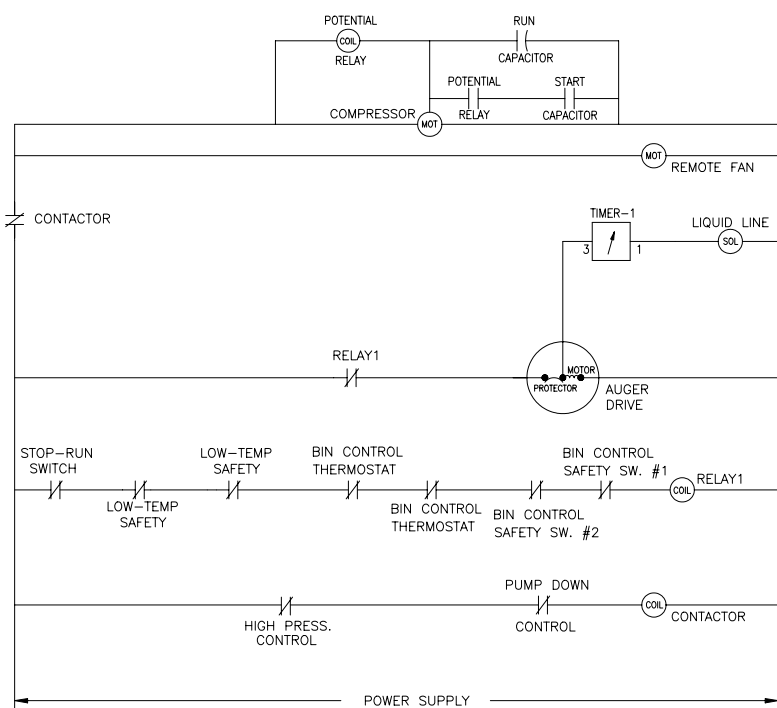 POTENTIAL
COIL
RELAY
RUN
CAPACITOR
POTENTIAL
RELAY
START
CAPACITOR
COMPRESSOR
MOT
MOT
REMOTE FAN
CONTACTOR
TIMER-1
3
1
LIQUID LINE
SOL
RELAY1
MOTOR
PROTECTOR
AUGER
DRIVE
STOP-RUN
SWITCH
LOW-TEMP
SAFETY
LOW-TEMP
SAFETY
BIN CONTROL
THERMOSTAT
BIN CONTROL
THERMOSTAT
BIN CONTROL
SAFETY SW. #2
BIN CONTROL
SAFETY SW. #1
COIL
RELAY1
HIGH PRESS.
CONTROL
PUMP DOWN
CONTROL
COIL
CONTACTOR
POWER SUPPLY